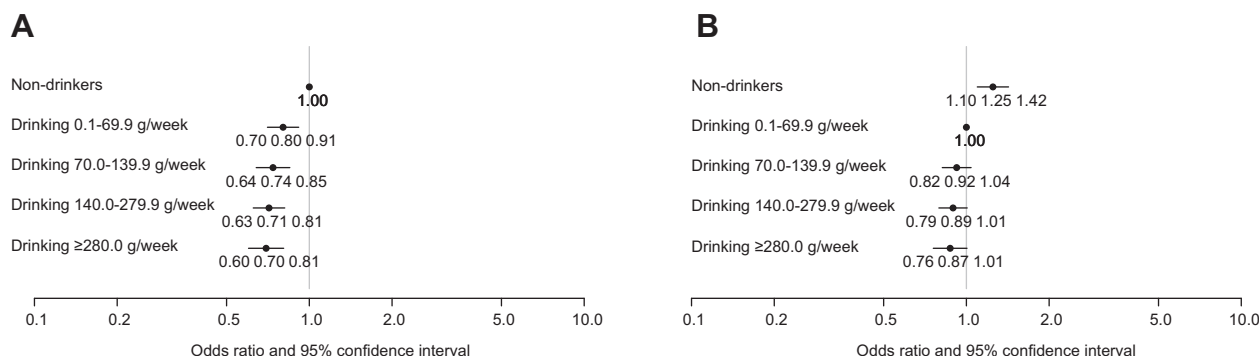 A
Non-drinkers
1.00
Drinking 0.1-69.9 g/week
0.70 0.80 0.91
Drinking 70.0-139.9 g/week
0.64 0.74 0.85
Drinking 140.0-279.9 g/week
0.63 0.71 0.81
Drinking ≥280.0 g/week
0.60 0.70 0.81
0.1 0.2 0.5 1.0 2.0 5.0 10.0
Odds ratio and 95% confidence interval
B
Non-drinkers
1.10 1.25 1.42
Drinking 0.1-69.9 g/week
1.00
Drinking 70.0-139.9 g/week
0.82 0.92 1.04
Drinking 140.0-279.9 g/week
0.79 0.89 1.01
Drinking ≥280.0 g/week
0.76 0.87 1.01
0.1 0.2 0.5 1.0 2.0 5.0 10.0
Odds ratio and 95% confidence interval